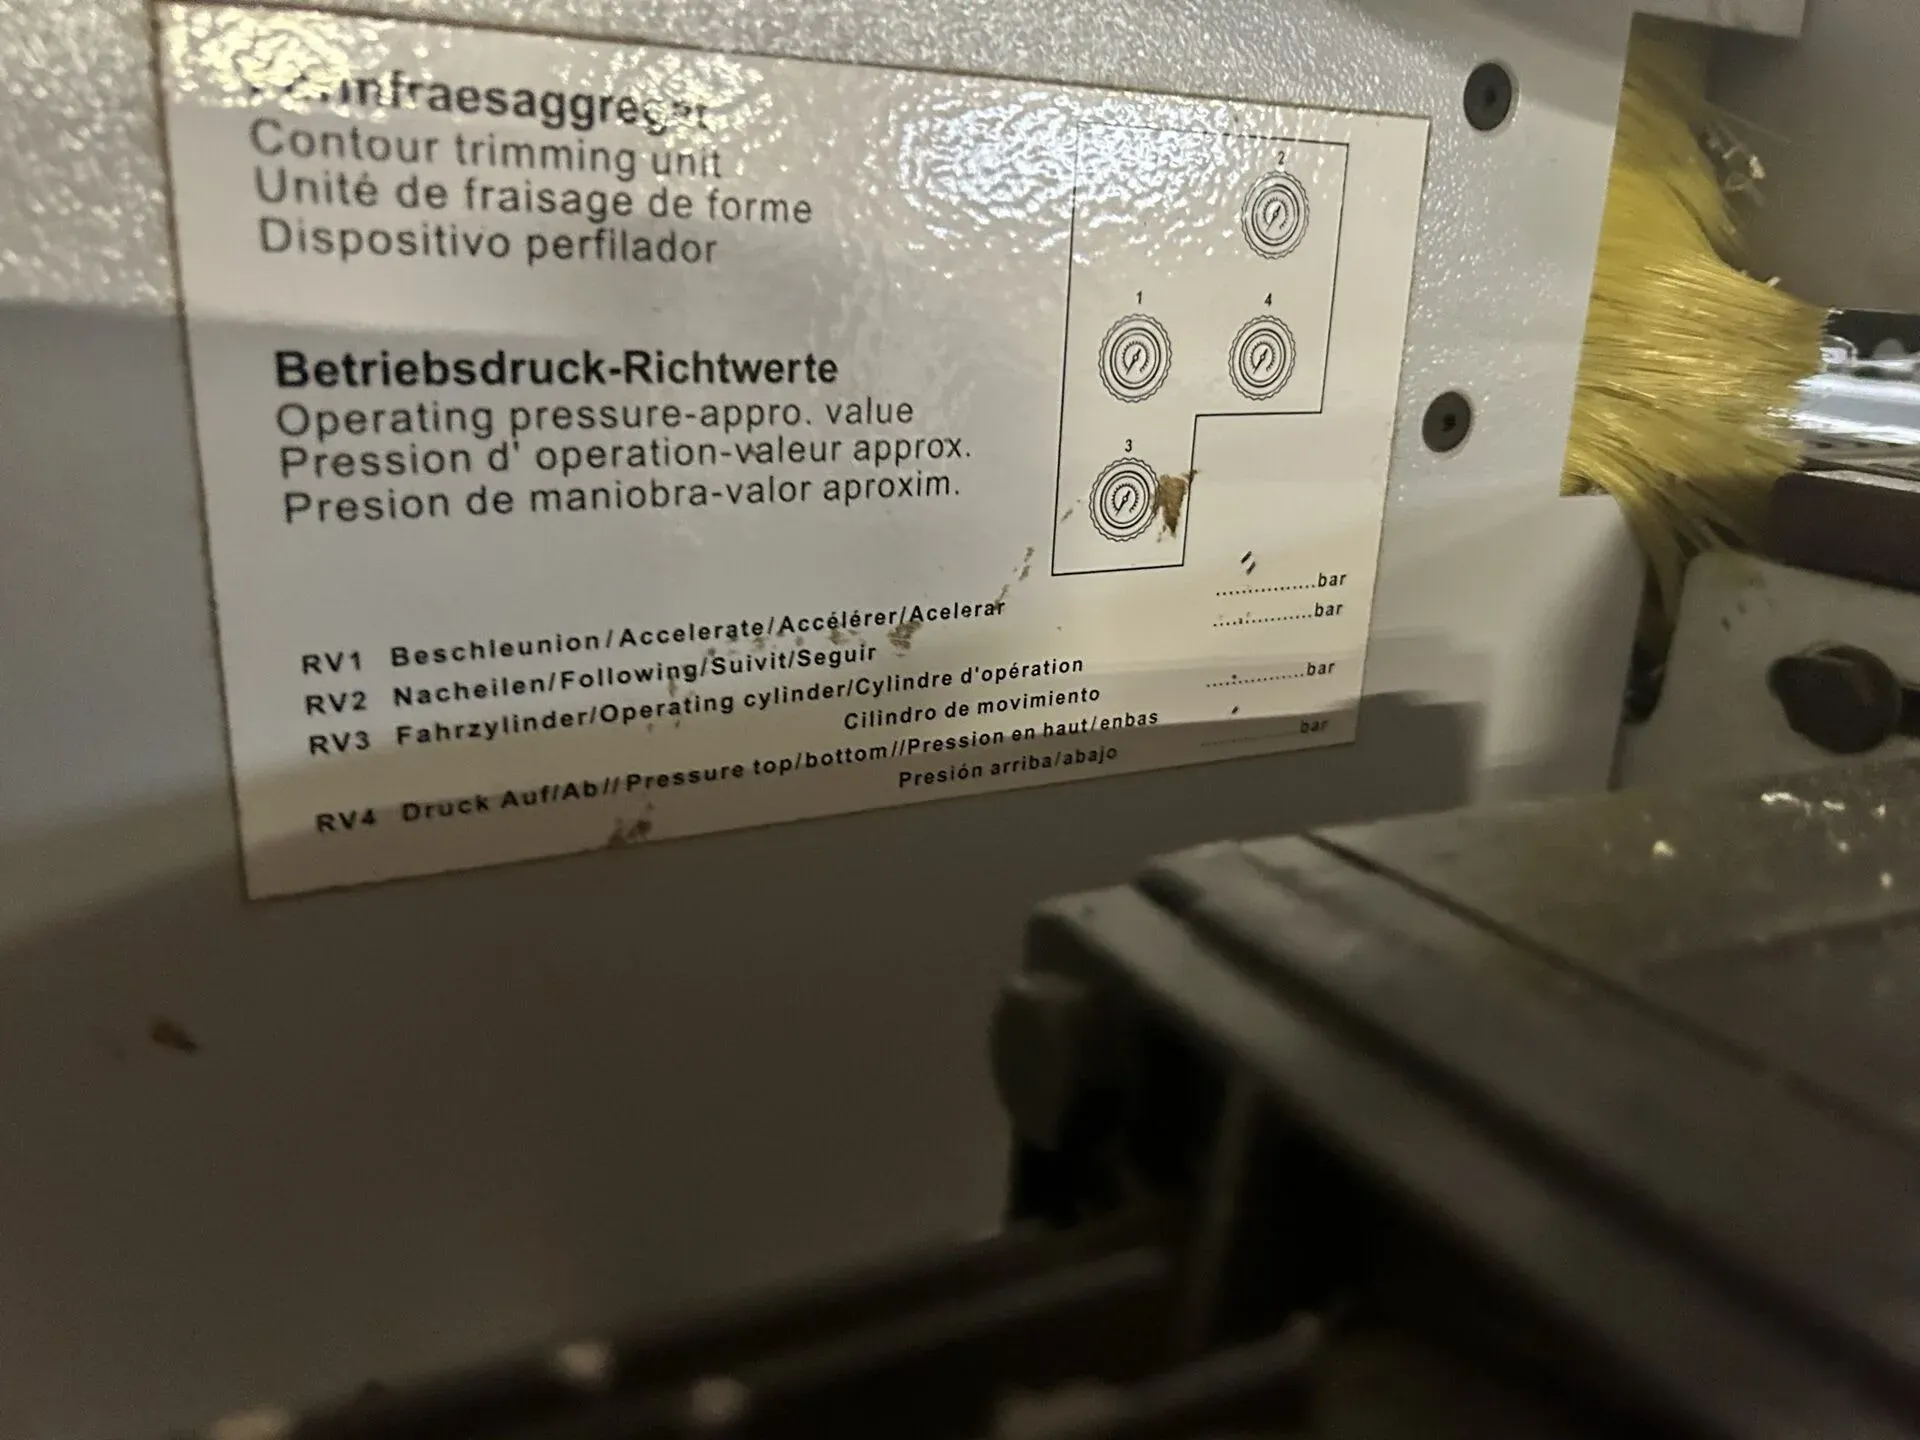 Contour trimming unit
Unité de fraisage de forme
Dispositivo perfilador
Betriebsdruck-Richtwerte
Operating pressure-appro. value
Pression d' operation-valeur approx.
Presion de maniobra-valor aproxim.
2
1 4
3
RV1 Beschleunion/Accelerate/Accélérer/Acelerar ..............bar
RV2 Nacheilen/Following/Suivit/Seguir ..............bar
RV3 Fahrzylinder/Operating cylinder/Cylindre d'opération ..............bar
Cilindro de movimiento
RV4 Druck Auf/Ab//Pressure top/bottom//Pression en haut/enbas ..............bar
Presión arriba/abajo